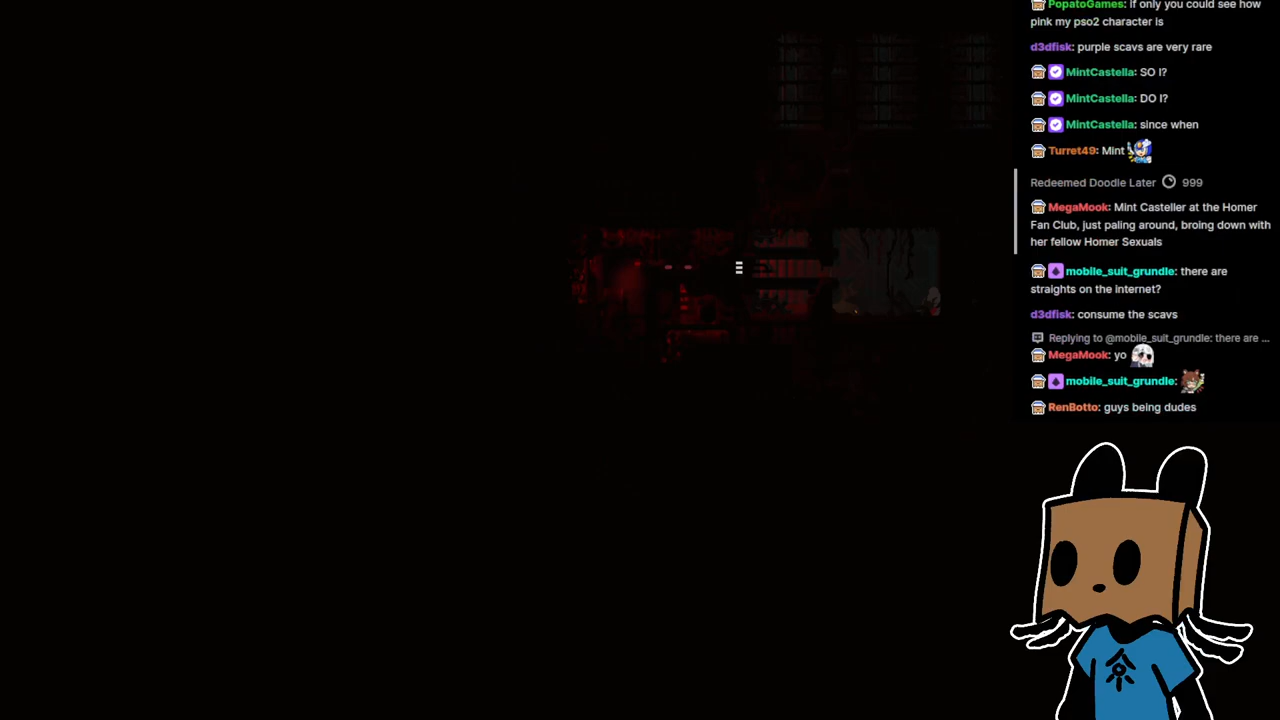 PopatoGames: If only you could see how
pink my pso2 character is
d3dfisk: purple scavs are very rare
MintCastella: SO I?
MintCastella: DO I?
MintCastella: since when
Turret49: Mint
Redeemed Doodle Later 999
MegaMook: Mint Casteller at the Homer
Fan Club, just paling around, broing down with
her fellow Homer Sexuals
mobile_suit_grundle: there are
straights on the internet?
d3dfisk: consume the scavs
Replying to @mobile_suit_grundle: there are ...
MegaMook: yo
mobile_suit_grundle:
RenBotto: guys being dudes